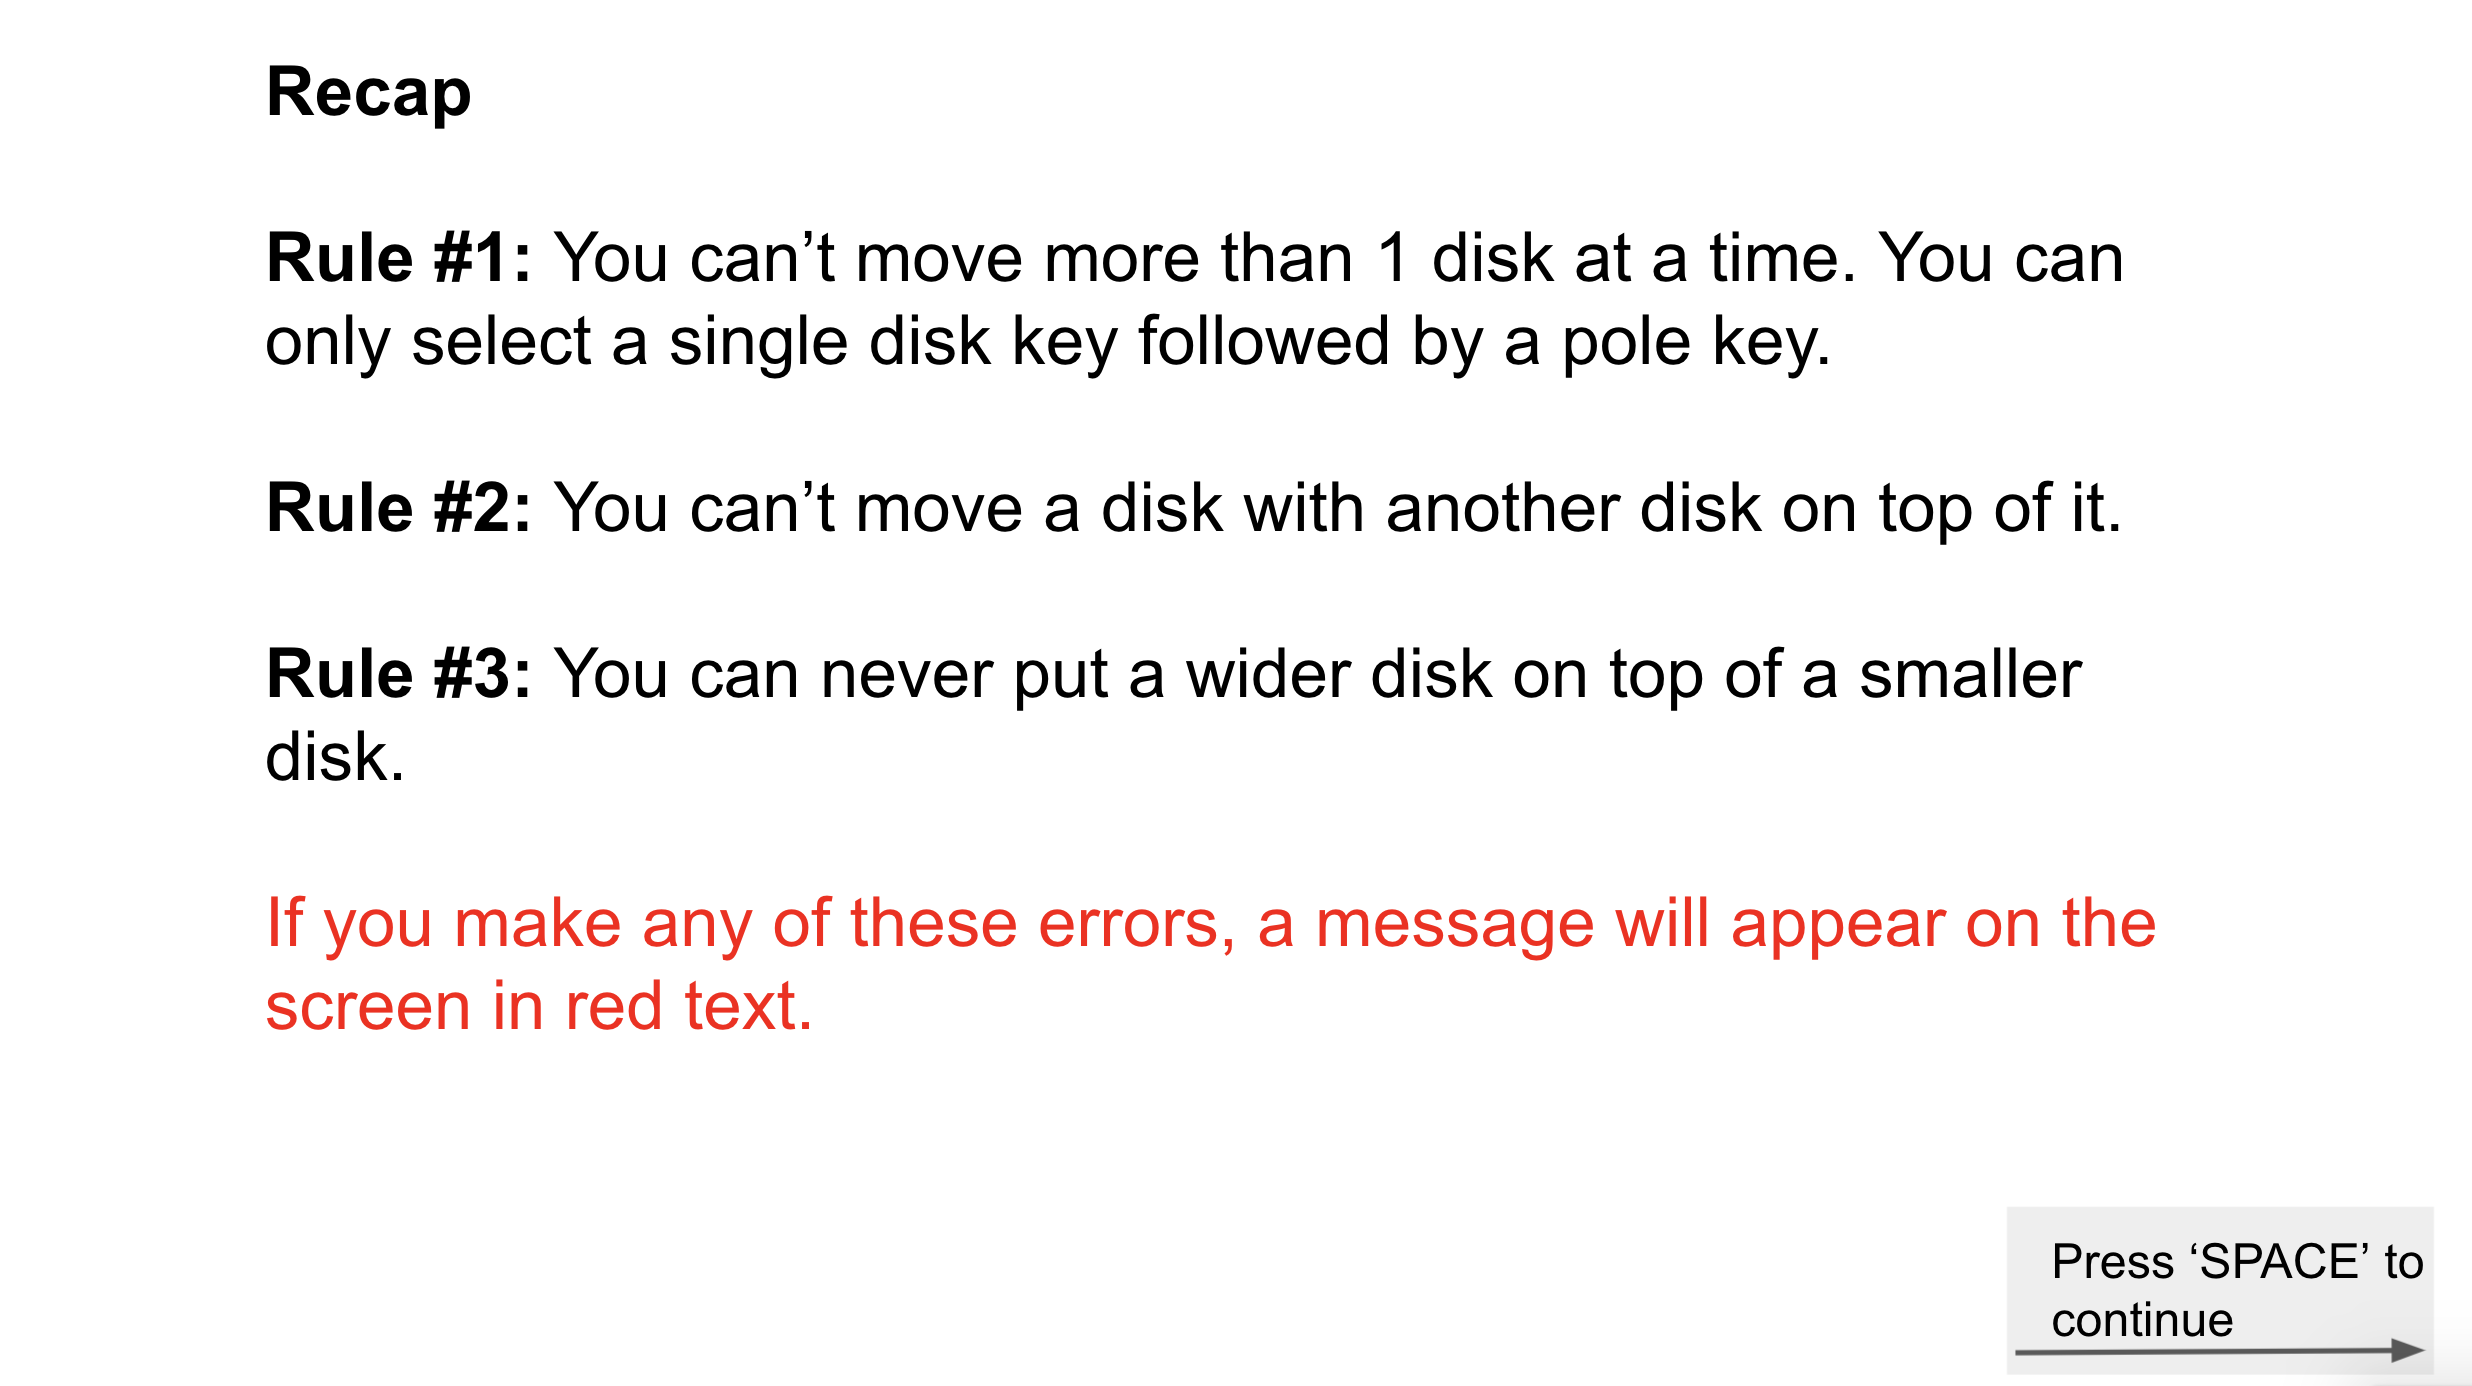 Recap
Rule #1: You can’t move more than 1 disk at a time. You can
only select a single disk key followed by a pole key.
Rule #2: You can’t move a disk with another disk on top of it.
Rule #3: You can never put a wider disk on top of a smaller
disk.
If you make any of these errors, a message will appear on the
screen in red text.
Press ‘SPACE’ to
continue